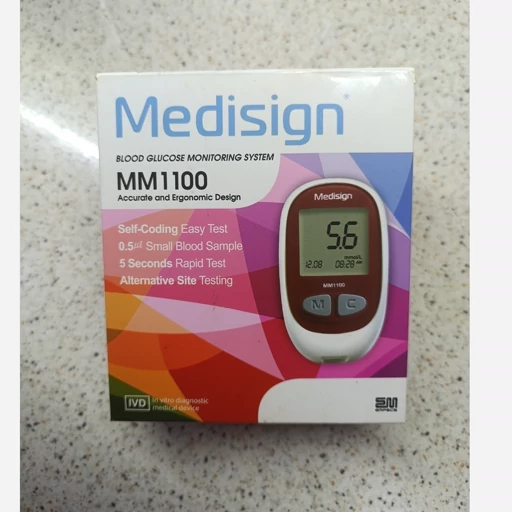 Medisign
BLOOD GLUCOSE MONITORING SYSTEM
MM1100
Accurate and Ergonomic Design
Self-Coding Easy Test
0.5μl Small Blood Sample
5 Seconds Rapid Test
Alternative Site Testing
Medisign
5.6
mmol/L
12.08 08:28
MM1100
M C
IVD In vitro diagnostic
medical device